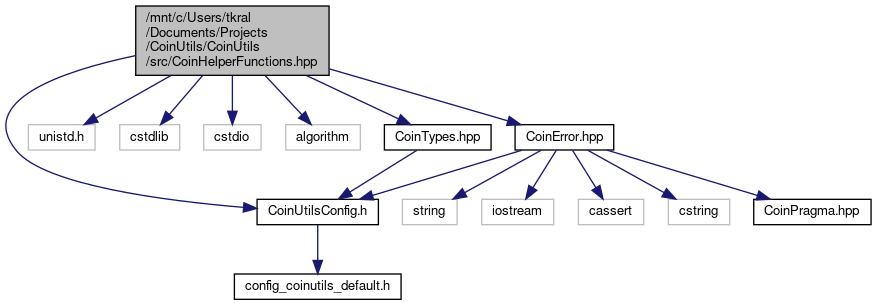 /mnt/c/Users/tkral
/Documents/Projects
/CoinUtils/CoinUtils
/src/CoinHelperFunctions.hpp
unistd.h
cstdlib
cstdio
algorithm
CoinTypes.hpp
CoinError.hpp
CoinUtilsConfig.h
string
iostream
cassert
cstring
CoinPragma.hpp
config_coinutils_default.h